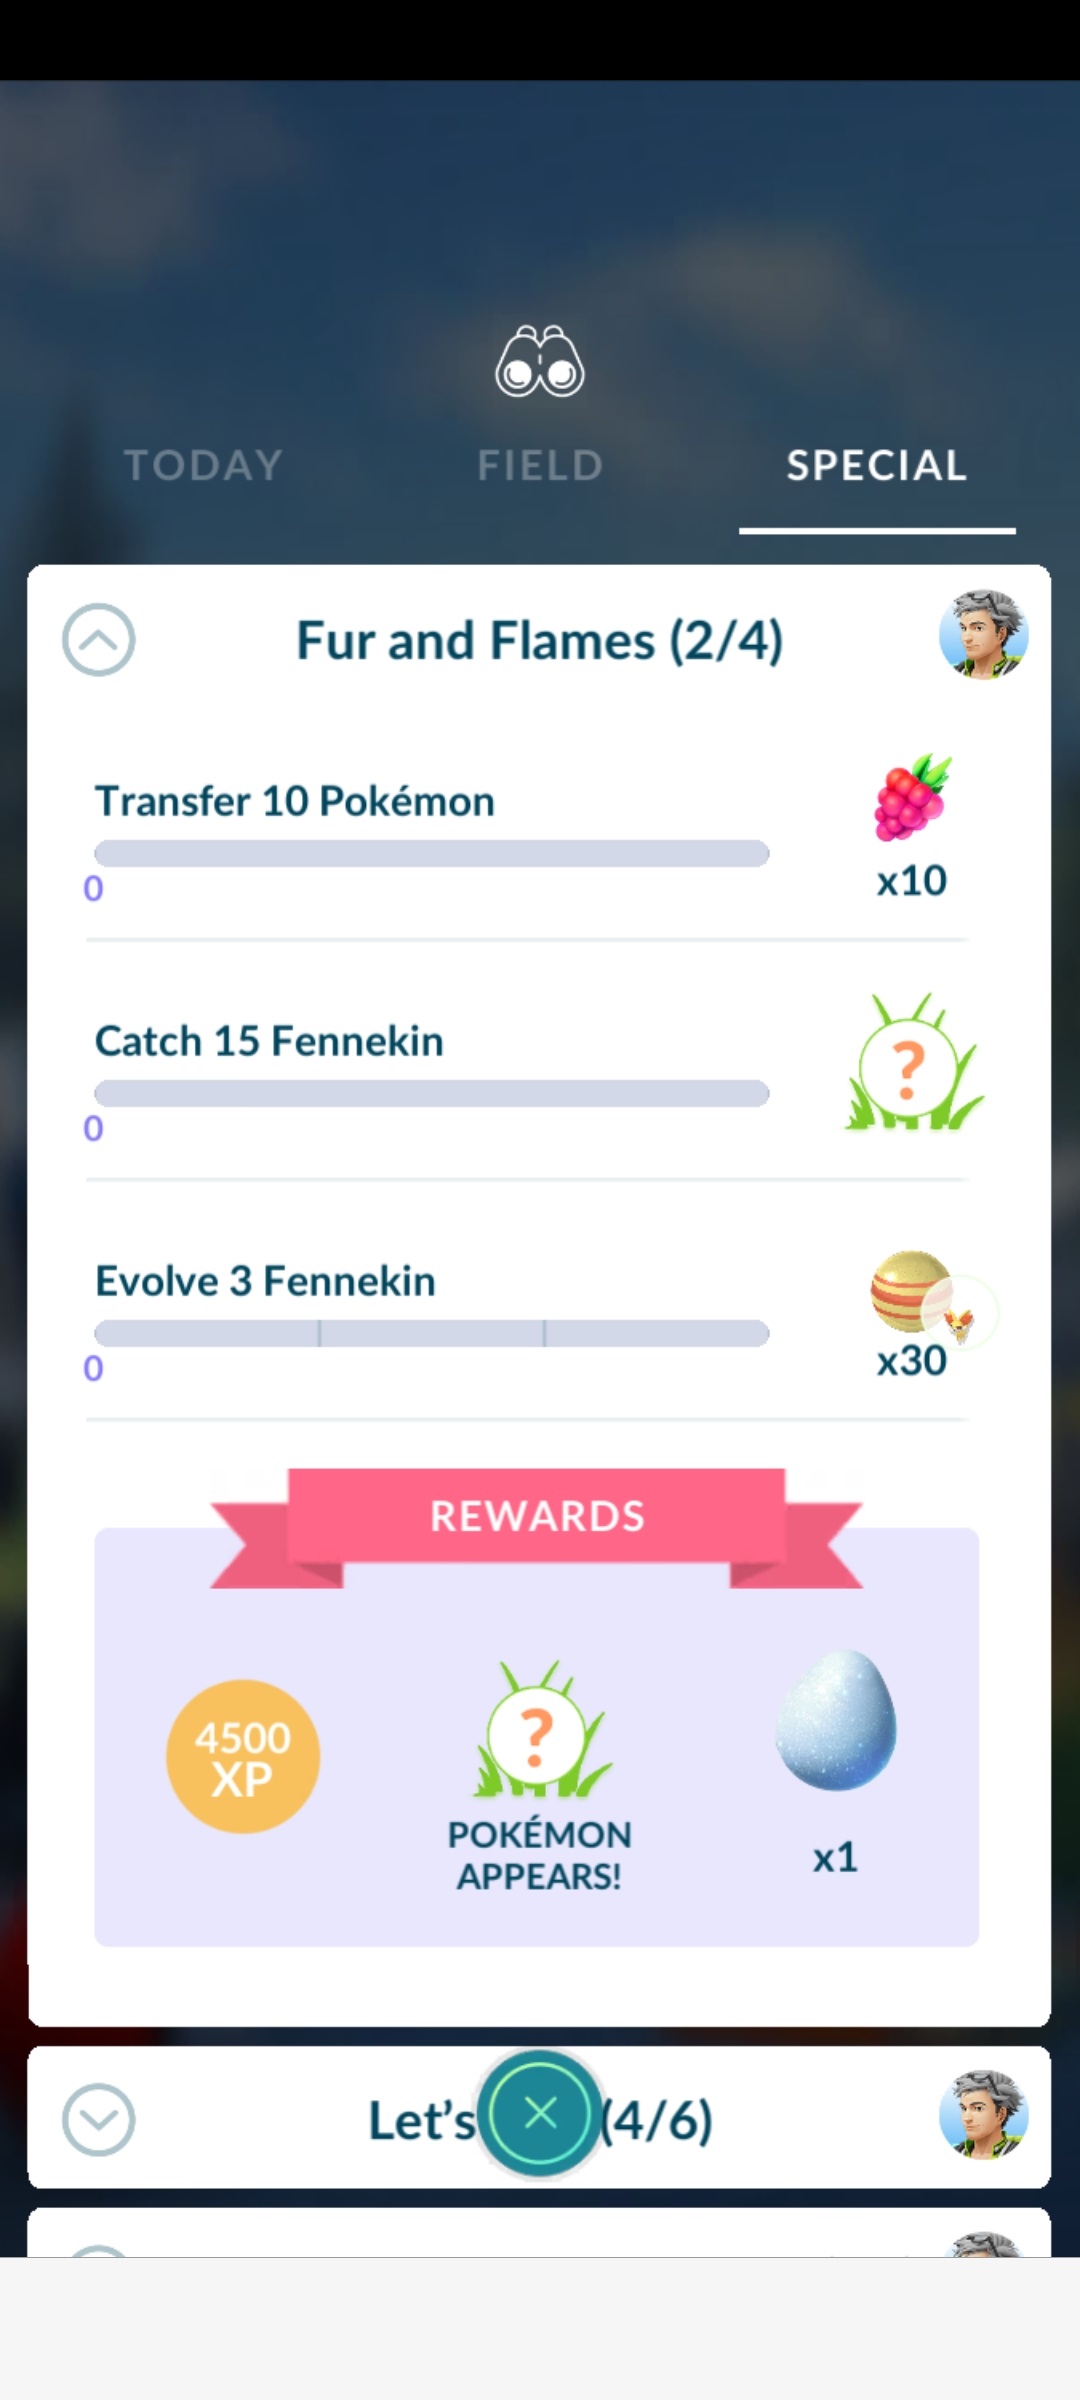 TODAY FIELD SPECIAL
Fur and Flames (2/4)
Transfer 10 Pokémon
0
x10
Catch 15 Fennekin
?
0
Evolve 3 Fennekin
0
x30
REWARDS
4500
XP
?
POKÉMON
APPEARS!
x1
Let’s (4/6)